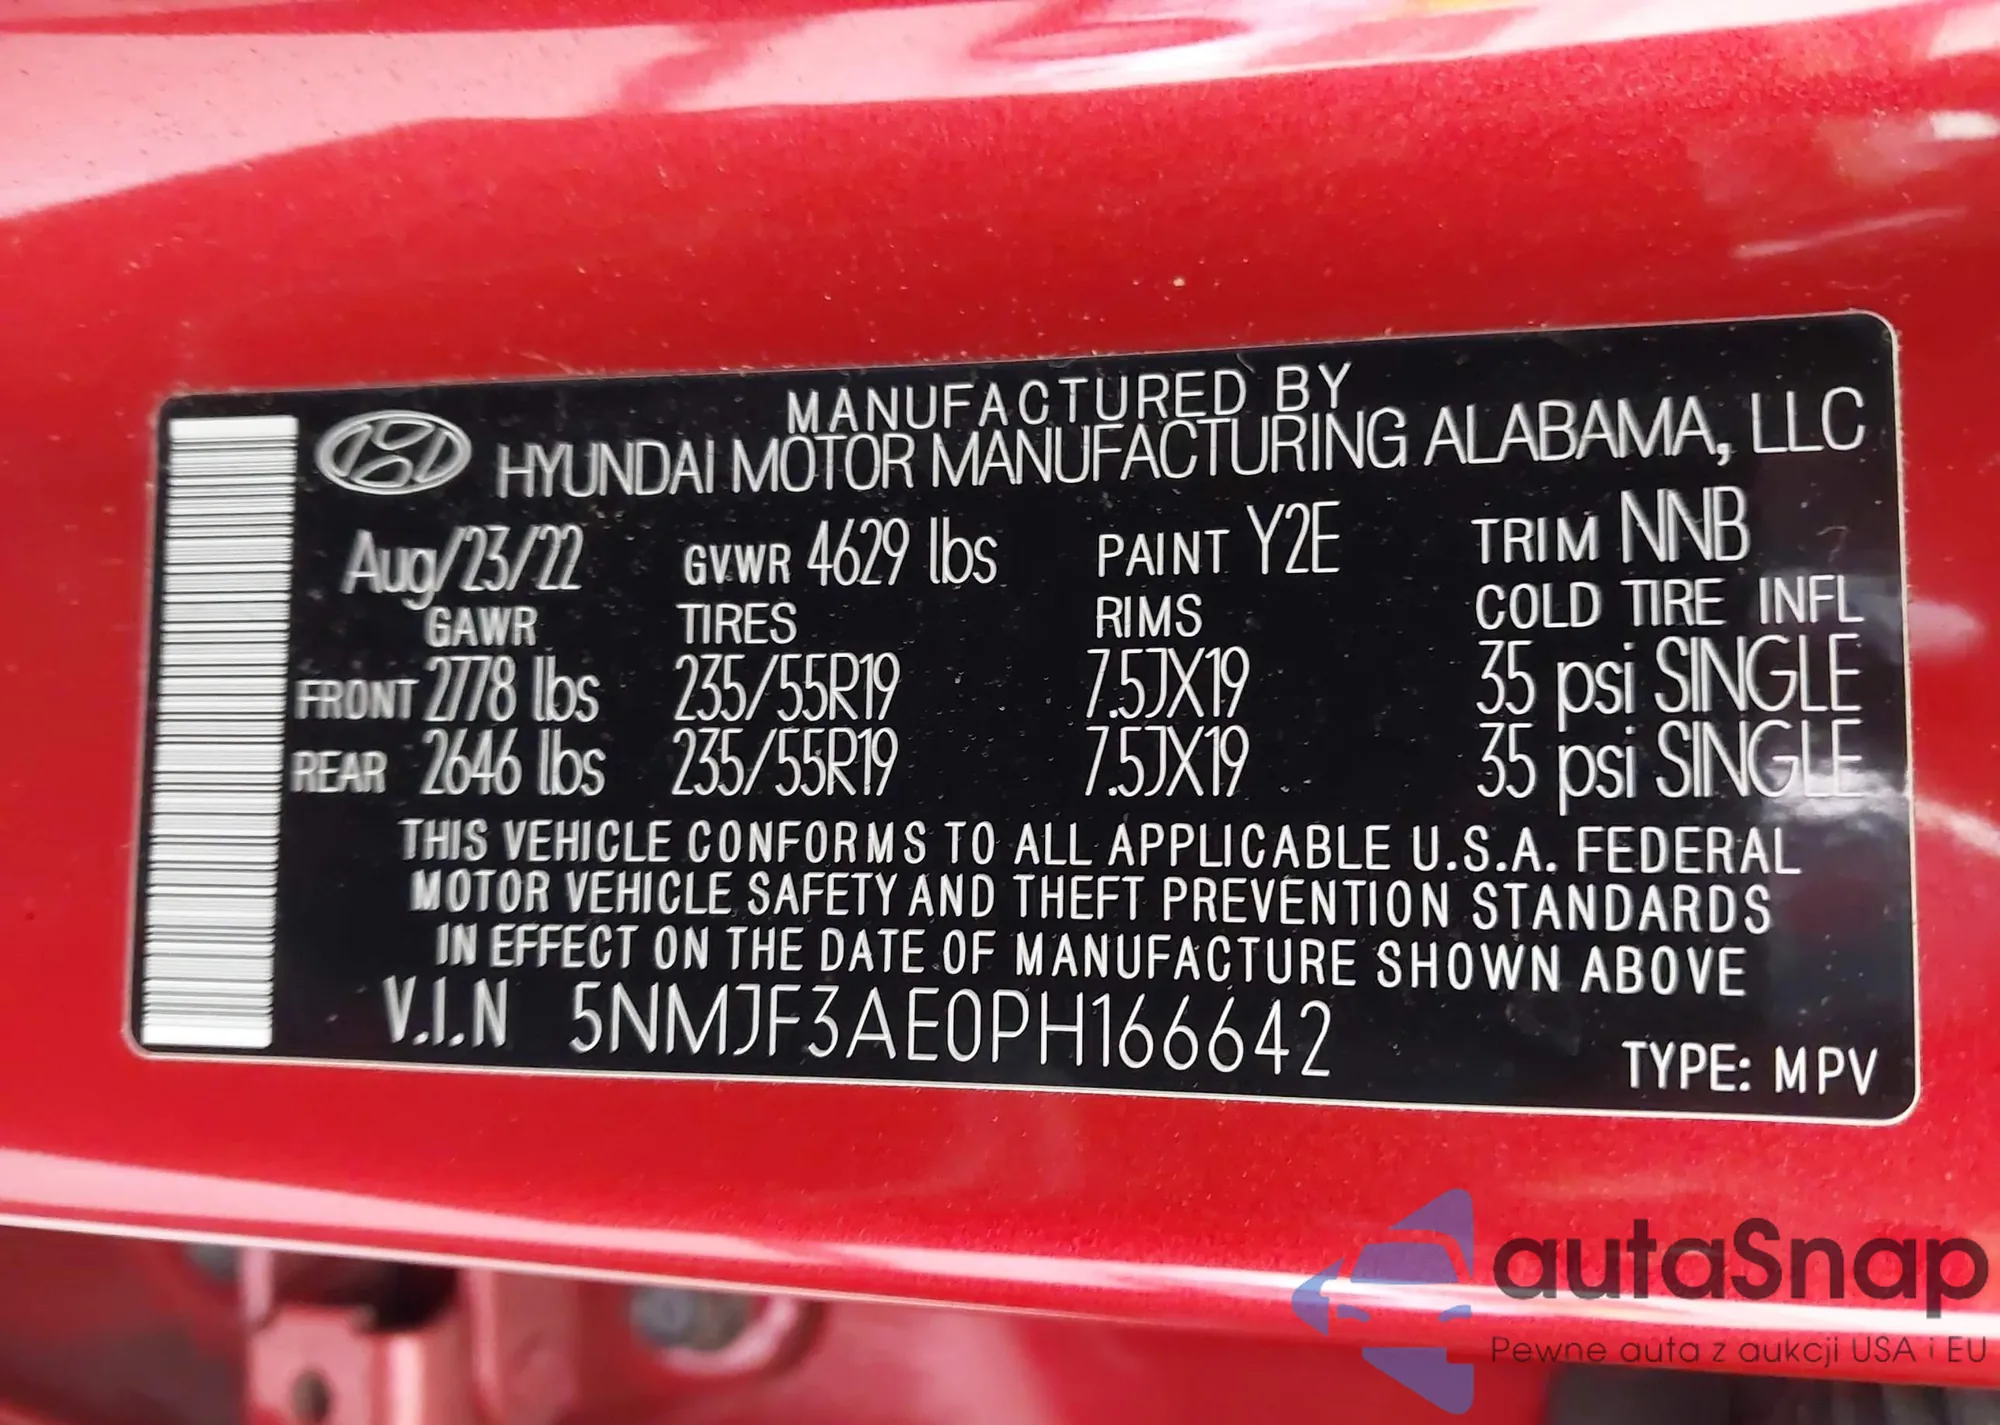 MANUFACTURED BY
HYUNDAI MOTOR MANUFACTURING ALABAMA, LLC
Aug/23/22 GVWR 4629 lbs PAINT Y2E TRIM NNB
GAWR TIRES RIMS COLD TIRE INFL
FRONT 2778 lbs 235/55R19 7.5JX19 35 psi SINGLE
REAR 2646 lbs 235/55R19 7.5JX19 35 psi SINGLE
THIS VEHICLE CONFORMS TO ALL APPLICABLE U.S.A. FEDERAL
MOTOR VEHICLE SAFETY AND THEFT PREVENTION STANDARDS
IN EFFECT ON THE DATE OF MANUFACTURE SHOWN ABOVE
V.I.N 5NMJF3AE0PH166642
TYPE: MPV
autaSnap
Pewne auta z aukcji USA i EU